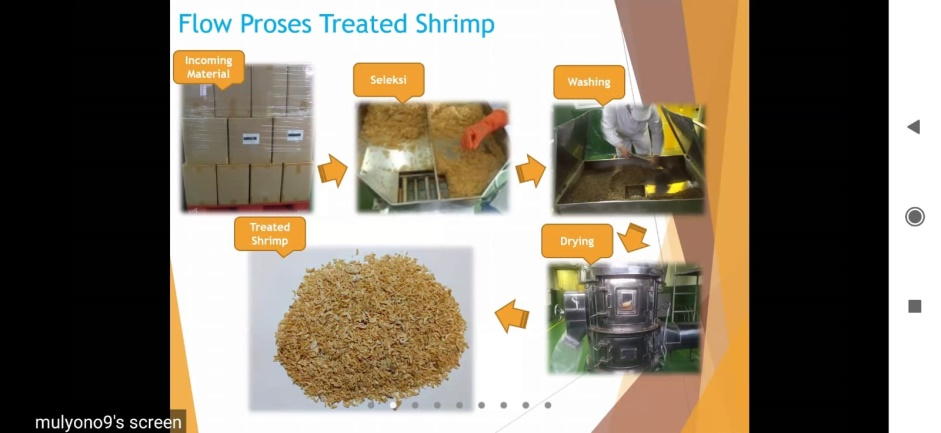 Flow Proses Treated Shrimp
Incoming
Material
Seleksi
Washing
Drying
Treated
Shrimp
mulyono9's screen